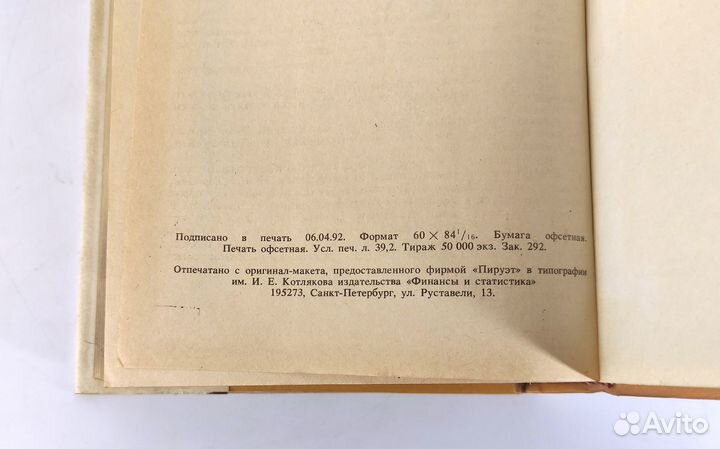 Подписано в печать 06.04.92. Формат 60 × 84¹/₁₆. Бумага офсетная.
Печать офсетная. Усл. печ. л. 39,2. Тираж 50 000 экз. Зак. 292.
Отпечатано с оригинал-макета, предоставленного фирмой «Пируэт» в типографии
им. И. Е. Котлякова издательства «Финансы и статистика»
195273, Санкт-Петербург, ул. Руставели, 13.
Avito